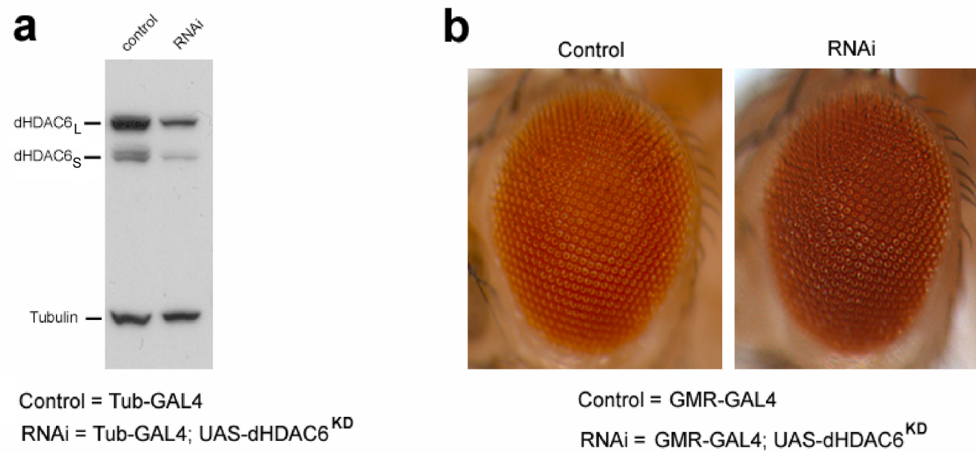 a
control
RNAi
dHDAC6L
dHDAC6S
Tubulin
Control = Tub-GAL4
RNAi = Tub-GAL4; UAS-dHDAC6KD
b
Control
RNAi
Control = GMR-GAL4
RNAi = GMR-GAL4; UAS-dHDAC6KD